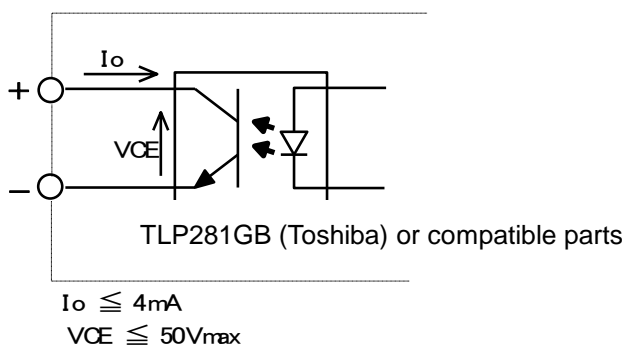 Io
+
VCE
−
TLP281GB (Toshiba) or compatible parts
Io ≦ 4mA
VCE ≦ 50Vmax